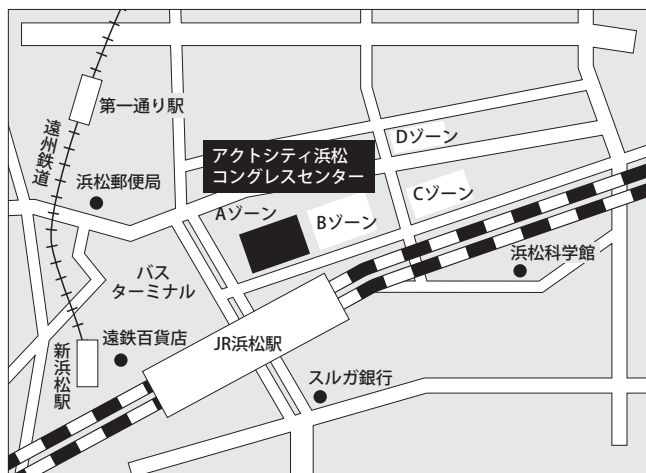 第一通り駅
遠州鉄道
Dゾーン
アクトシティ浜松
コングレスセンター
浜松郵便局
Cゾーン
Aゾーン
Bゾーン
浜松科学館
バス
ターミナル
遠鉄百貨店
JR浜松駅
新浜松駅
スルガ銀行